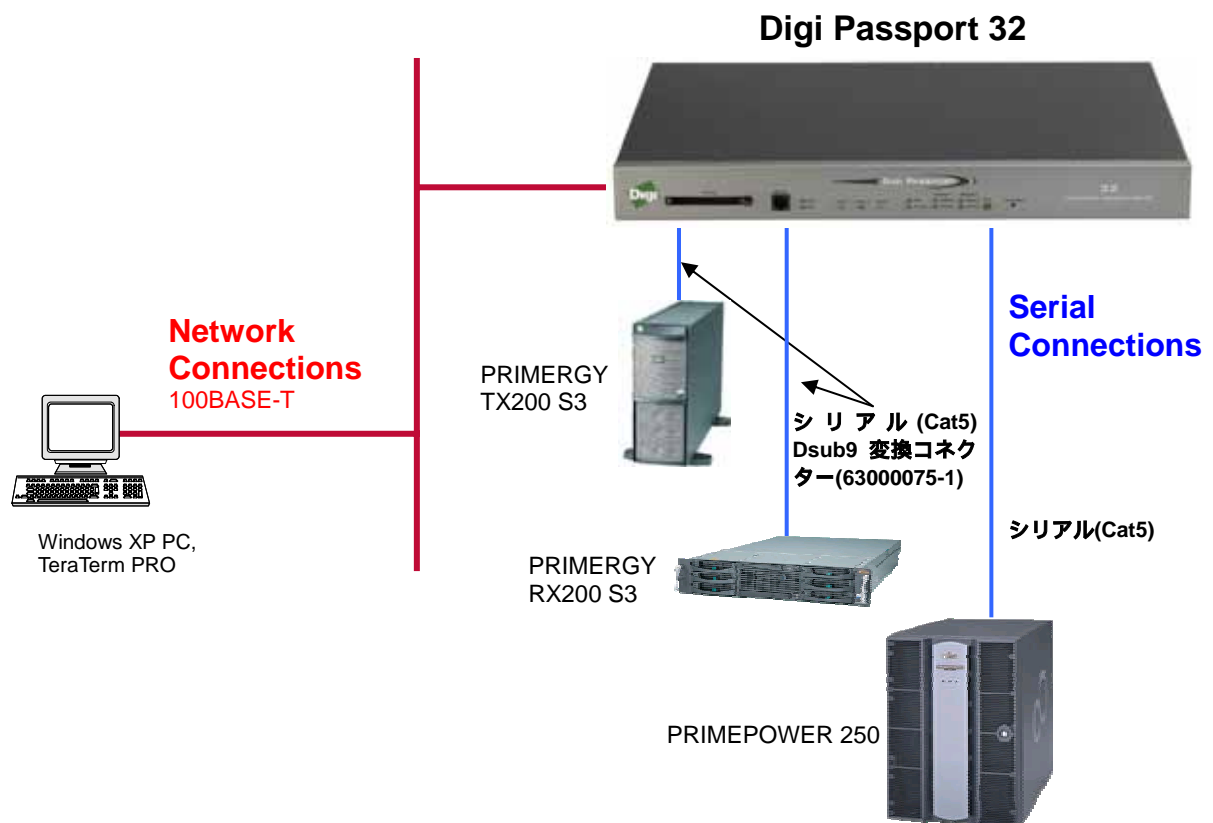 Digi Passport 32
Digi
Network
Connections
100BASE-T
Serial
Connections
PRIMERGY
TX200 S3
シ リ ア ル (Cat5)
Dsub9 変換コネク
ター(63000075-1)
シリアル(Cat5)
Windows XP PC,
TeraTerm PRO
PRIMERGY
RX200 S3
PRIMEPOWER 250